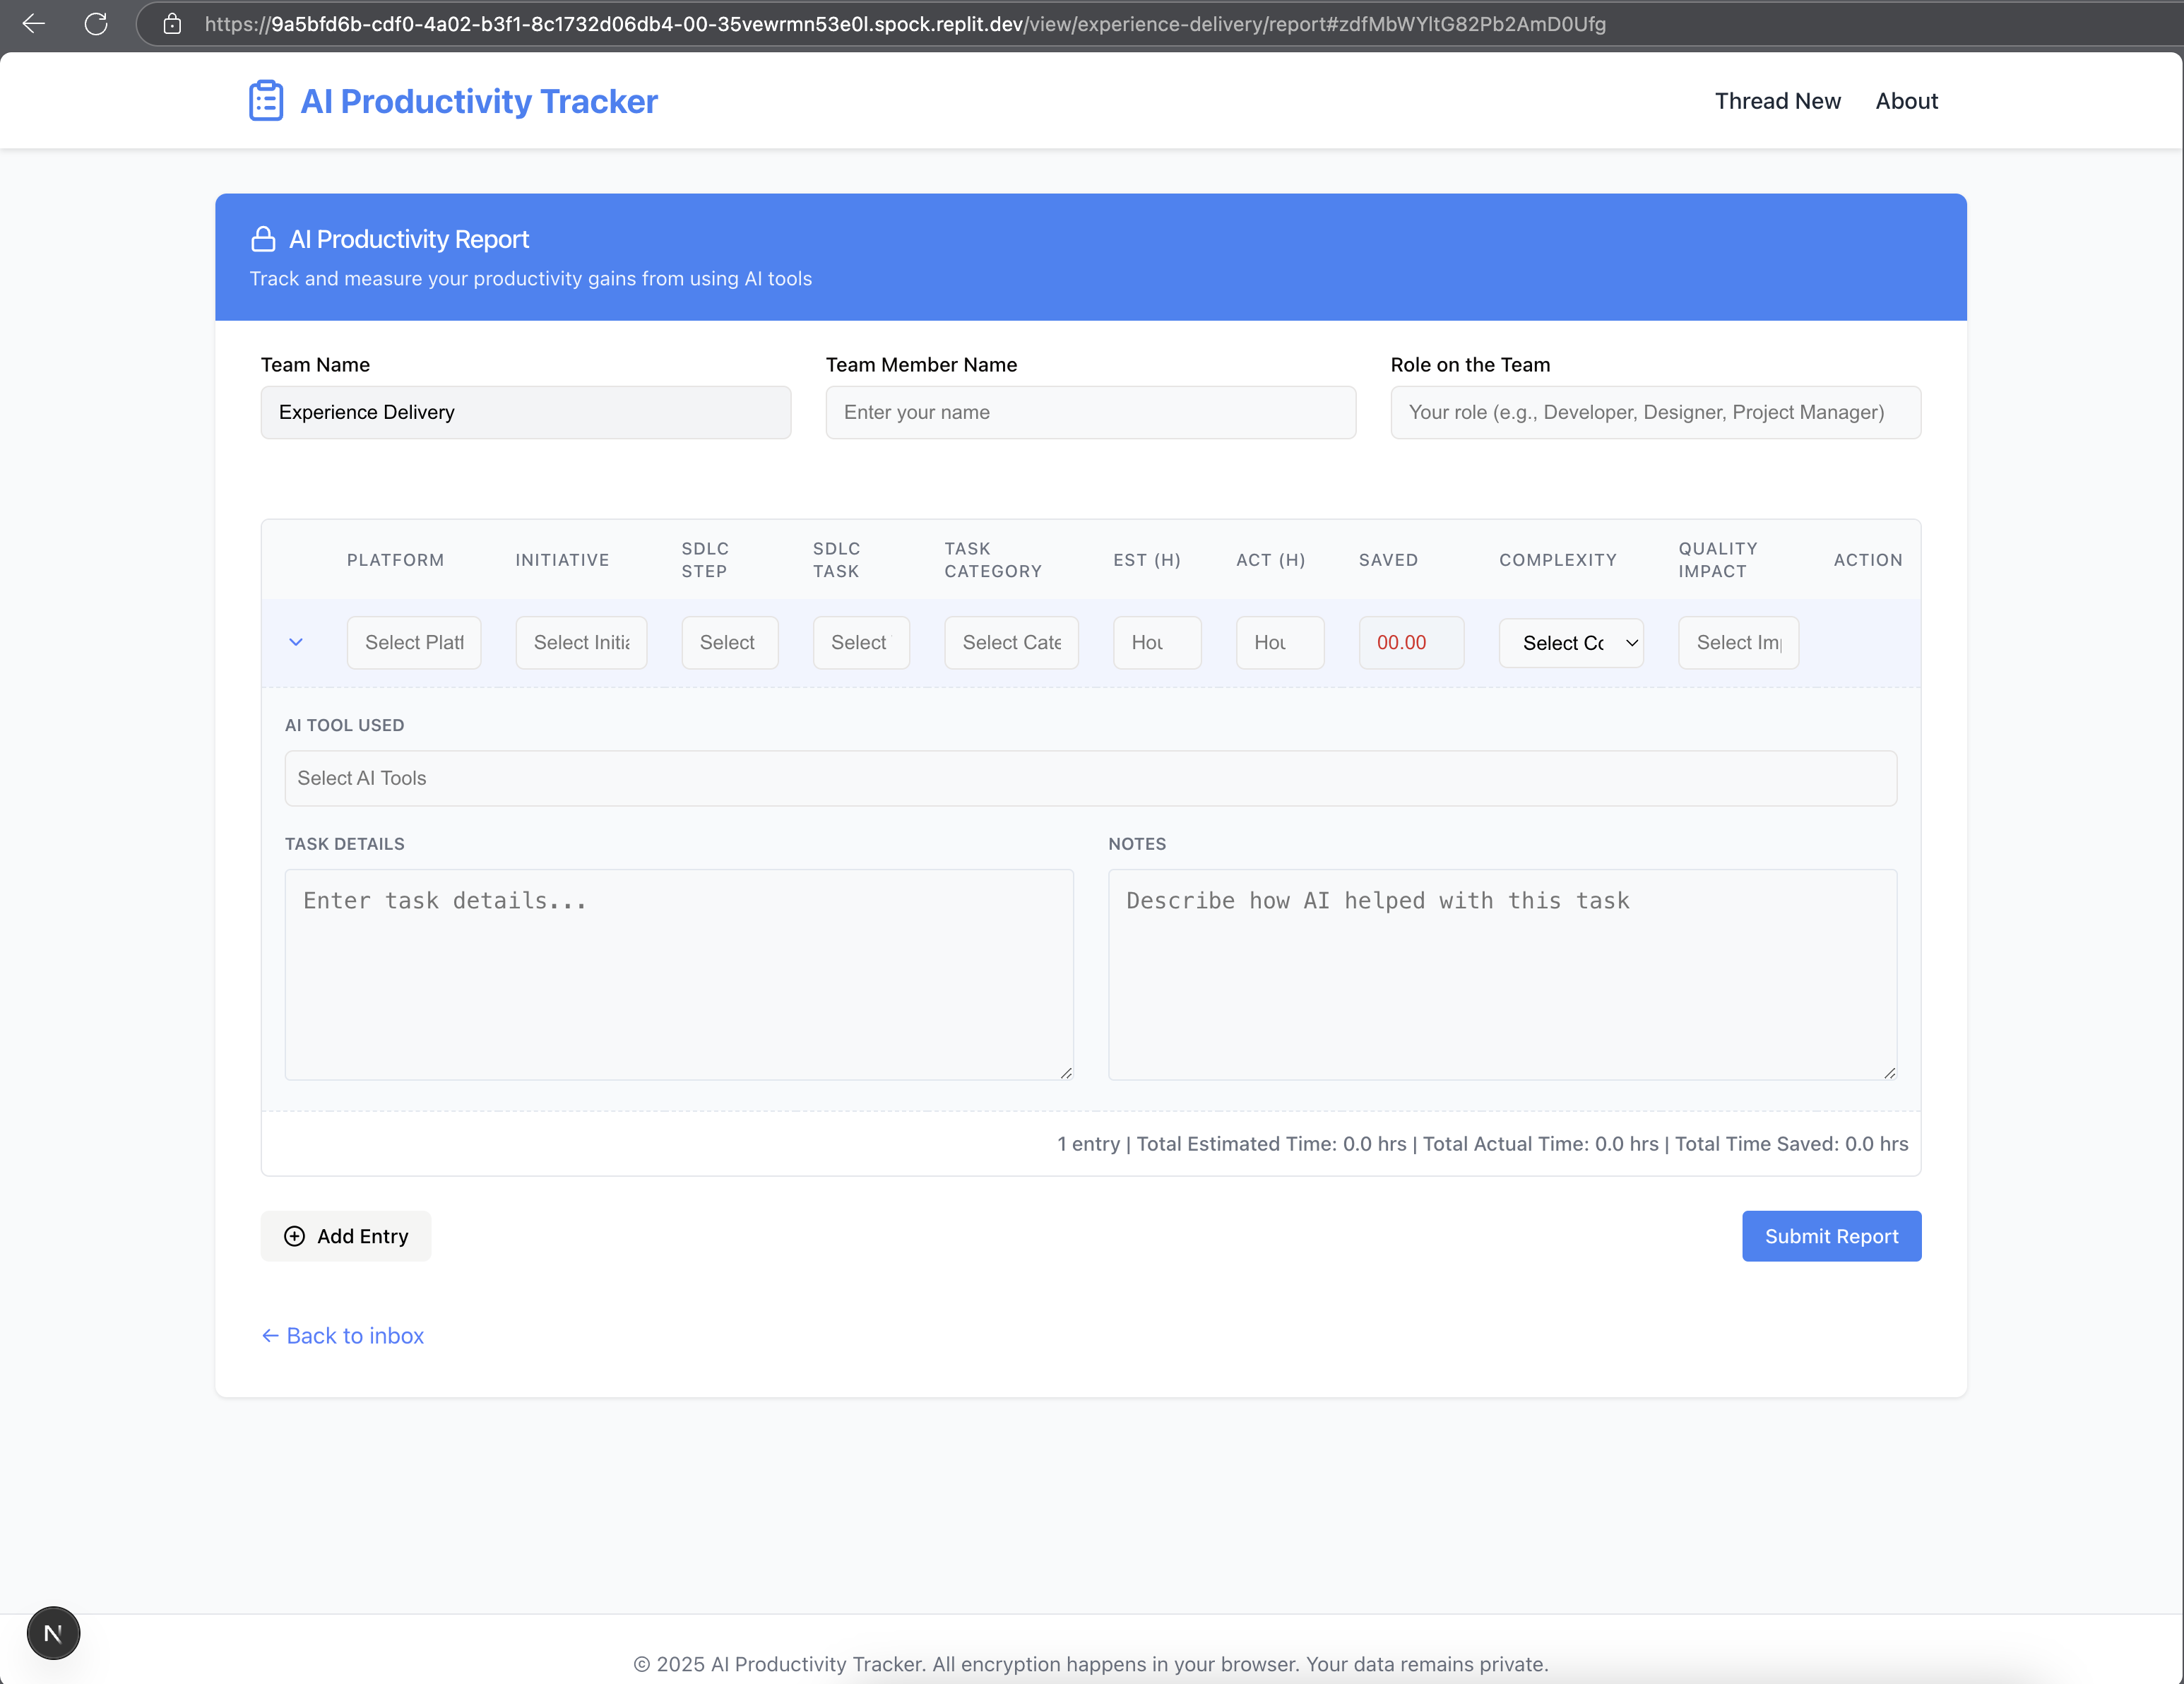 https://9a5bfd6b-cdf0-4a02-b3f1-8c1732d06db4-00-35vewrmn53e0l.spock.replit.dev/view/experience-delivery/report#zdfMbWYltG82Pb2AmD0Ufg
AI Productivity Tracker
Thread New
About
AI Productivity Report
Track and measure your productivity gains from using AI tools
Team Name
Team Member Name
Role on the Team
Experience Delivery
Enter your name
Your role (e.g., Developer, Designer, Project Manager)
PLATFORM
INITIATIVE
SDLC
STEP
SDLC
TASK
TASK
CATEGORY
EST (H)
ACT (H)
SAVED
COMPLEXITY
QUALITY
IMPACT
ACTION
Select Platf
Select Initia
Select
Select
Select Cate
Hou
Hou
00.00
Select Co
Select Imp
AI TOOL USED
Select AI Tools
TASK DETAILS
NOTES
Enter task details...
Describe how AI helped with this task
1 entry | Total Estimated Time: 0.0 hrs | Total Actual Time: 0.0 hrs | Total Time Saved: 0.0 hrs
Add Entry
Submit Report
← Back to inbox
N
© 2025 AI Productivity Tracker. All encryption happens in your browser. Your data remains private.